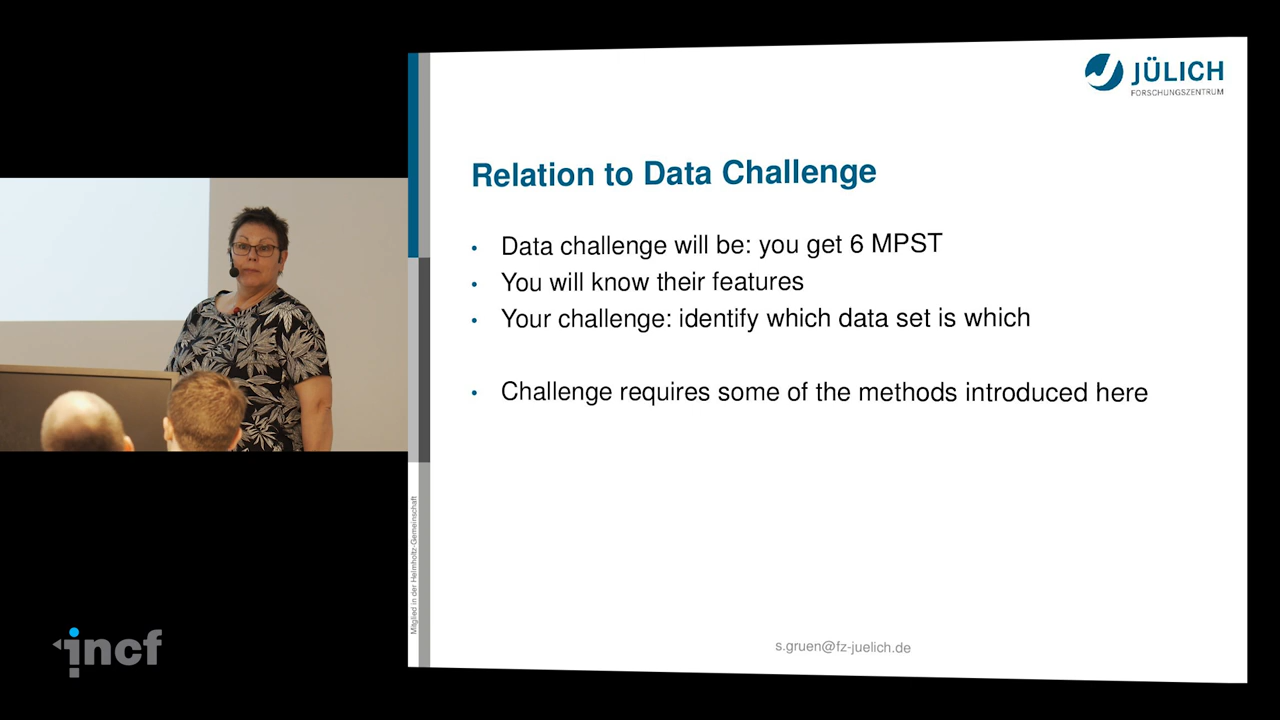 JÜLICH
FORSCHUNGSZENTRUM
Relation to Data Challenge
• Data challenge will be: you get 6 MPST
• You will know their features
• Your challenge: identify which data set is which
• Challenge requires some of the methods introduced here
Mitglied in der Helmholtz-Gemeinschaft
s.gruen@fz-juelich.de
incf